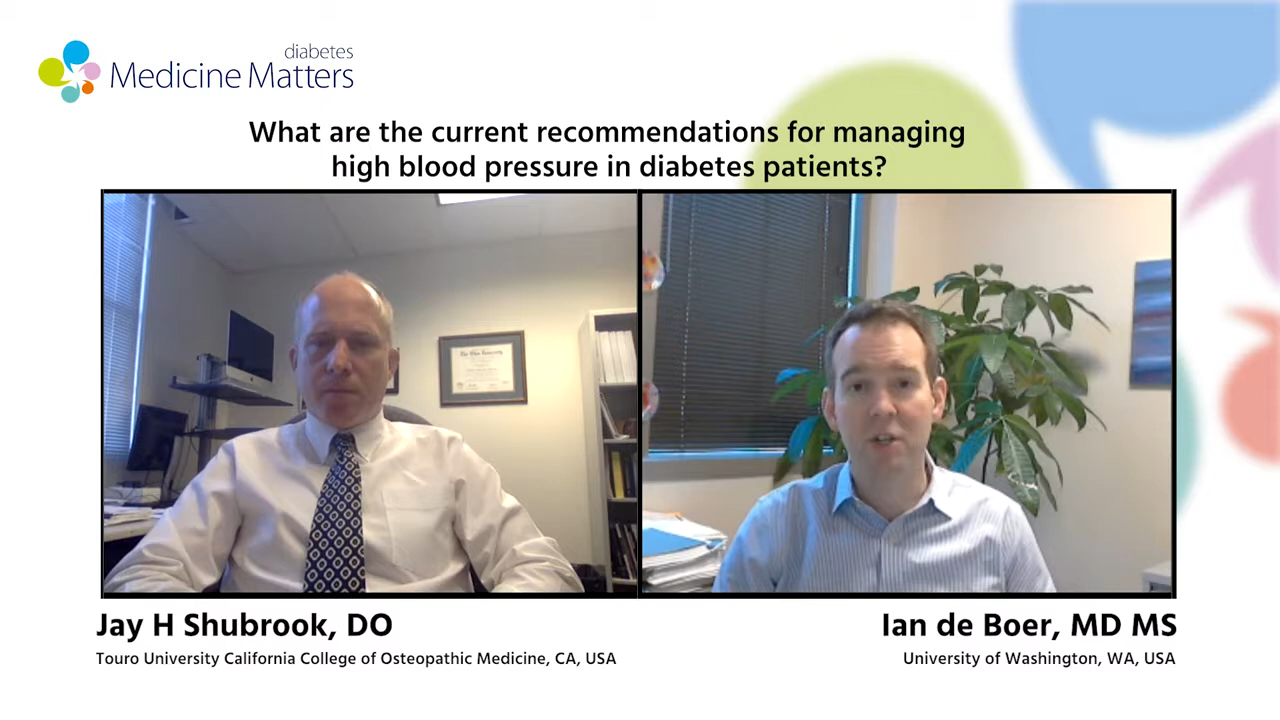 diabetes
Medicine Matters
What are the current recommendations for managing
high blood pressure in diabetes patients?
Jay H Shubrook, DO
Touro University California College of Osteopathic Medicine, CA, USA
Ian de Boer, MD MS
University of Washington, WA, USA